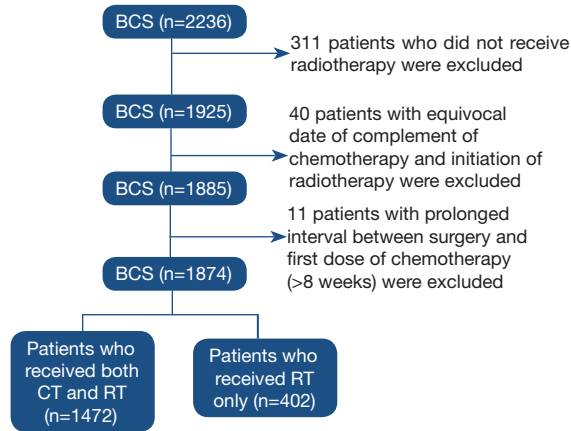 BCS (n=2236)
311 patients who did not receive
radiotherapy were excluded
BCS (n=1925)
40 patients with equivocal
date of complement of
chemotherapy and initiation of
radiotherapy were excluded
BCS (n=1885)
11 patients with prolonged
interval between surgery and
first dose of chemotherapy
(>8 weeks) were excluded
BCS (n=1874)
Patients who
received both
CT and RT
(n=1472)
Patients who
received RT
only (n=402)